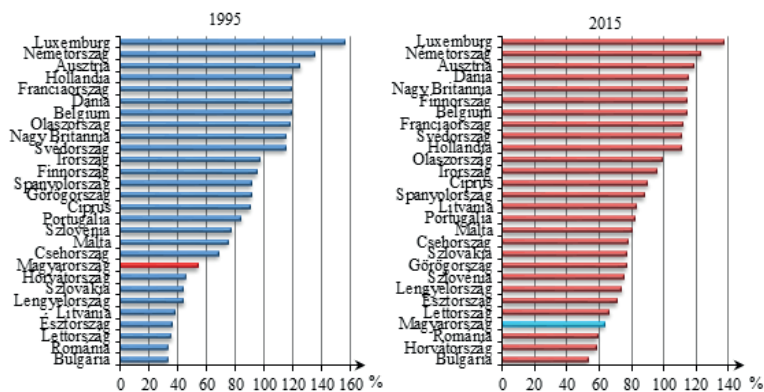 1995
Luxemburg
Németország
Ausztria
Hollandia
Franciaország
Dánia
Belgium
Olaszország
Nagy Britannia
Svédország
Írország
Finnország
Spanyolország
Görögország
Ciprus
Portugália
Szlovénia
Málta
Csehország
Magyarország
Horvátország
Szlovákia
Lengyelország
Litvánia
Észtország
Lettország
Románia
Bulgária
0 20 40 60 80 100 120 140 160 %
2015
Luxemburg
Németország
Ausztria
Dánia
Nagy Britannia
Finnország
Belgium
Franciaország
Svédország
Hollandia
Olaszország
Írország
Ciprus
Spanyolország
Litvánia
Portugália
Málta
Csehország
Szlovákia
Görögország
Szlovénia
Lengyelország
Észtország
Lettország
Magyarország
Románia
Horvátország
Bulgária
0 20 40 60 80 100 120 140 %